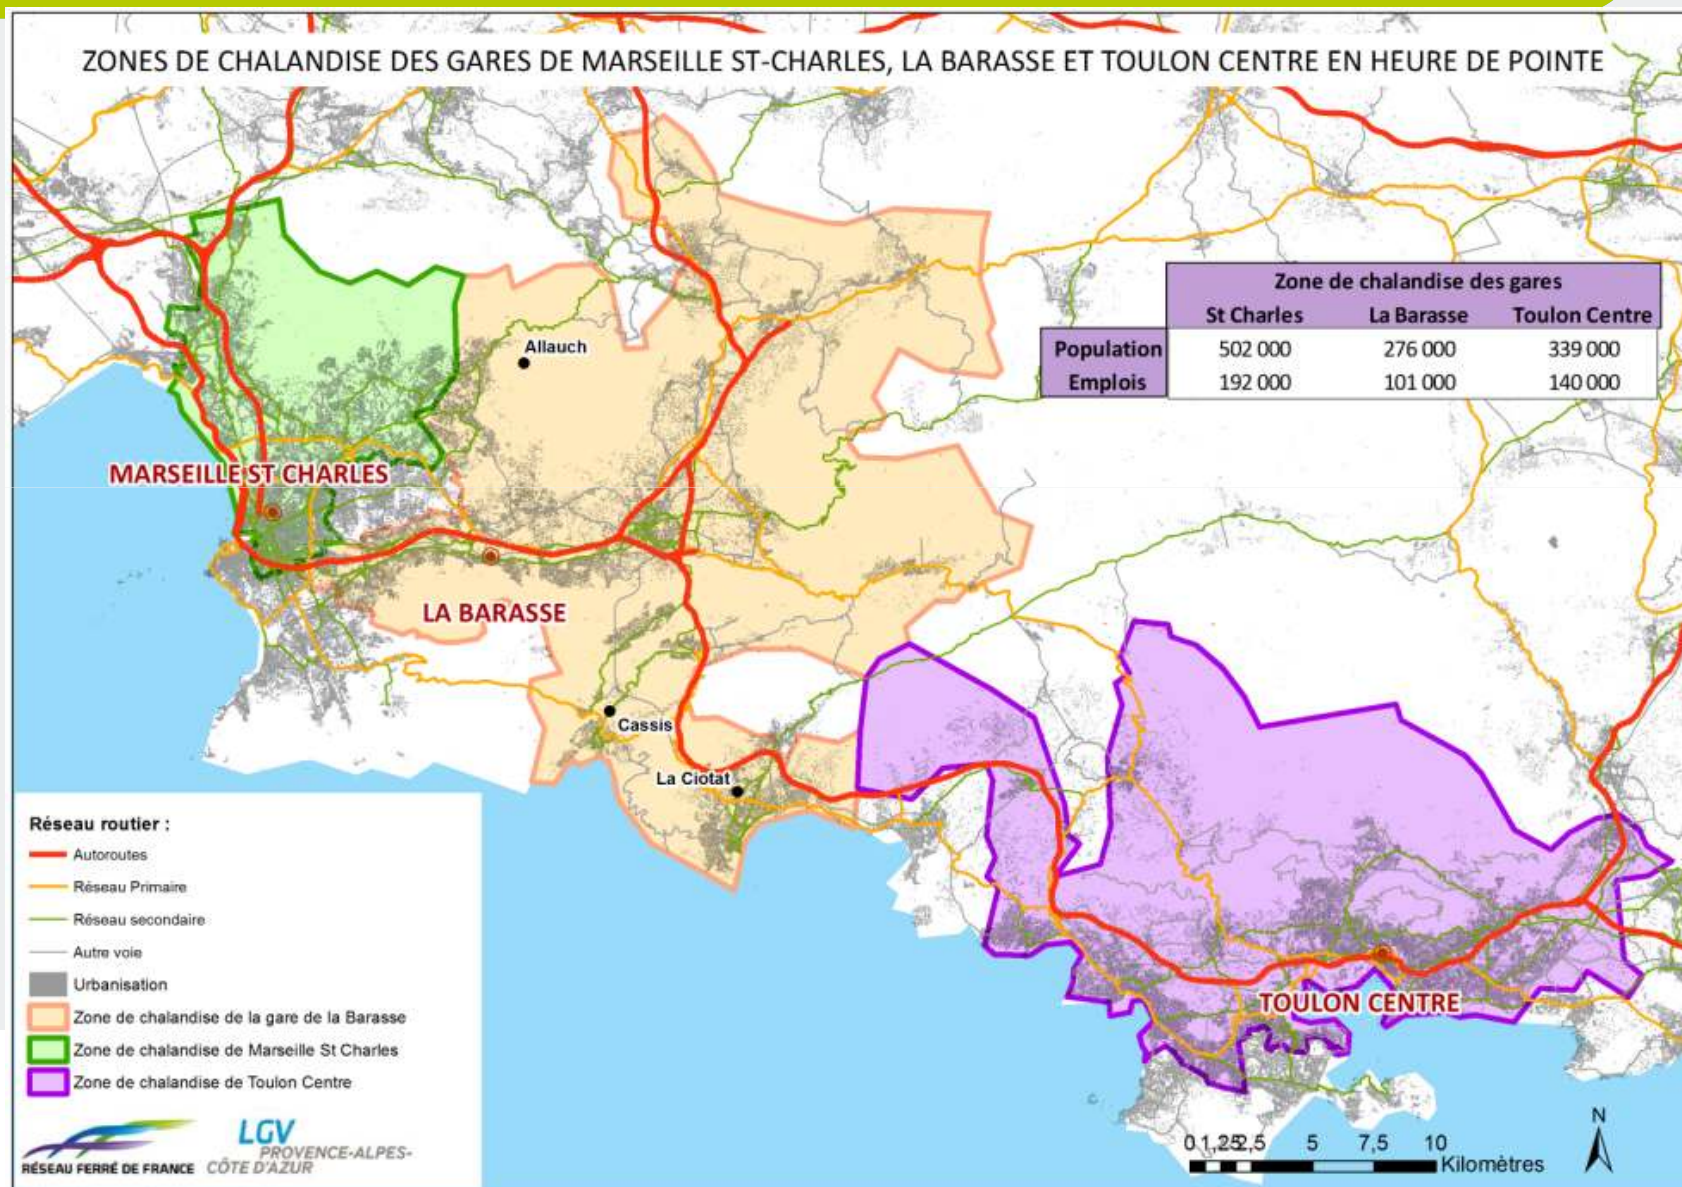 ZONES DE CHALANDISE DES GARES DE MARSEILLE ST-CHARLES, LA BARASSE ET TOULON CENTRE EN HEURE DE POINTE
Zone de chalandise des gares
St Charles La Barasse Toulon Centre
Population 502 000 276 000 339 000
Emplois 192 000 101 000 140 000
Allauch
MARSEILLE ST CHARLES
LA BARASSE
Cassis
La Ciotat
TOULON CENTRE
Réseau routier :
Autoroutes
Réseau Primaire
Réseau secondaire
Autre voie
Urbanisation
Zone de chalandise de la gare de la Barasse
Zone de chalandise de Marseille St Charles
Zone de chalandise de Toulon Centre
RÉSEAU FERRÉ DE FRANCE
LGV
PROVENCE-ALPES-
CÔTE D'AZUR
0 1,25 2,5 5 7,5 10
Kilomètres
N